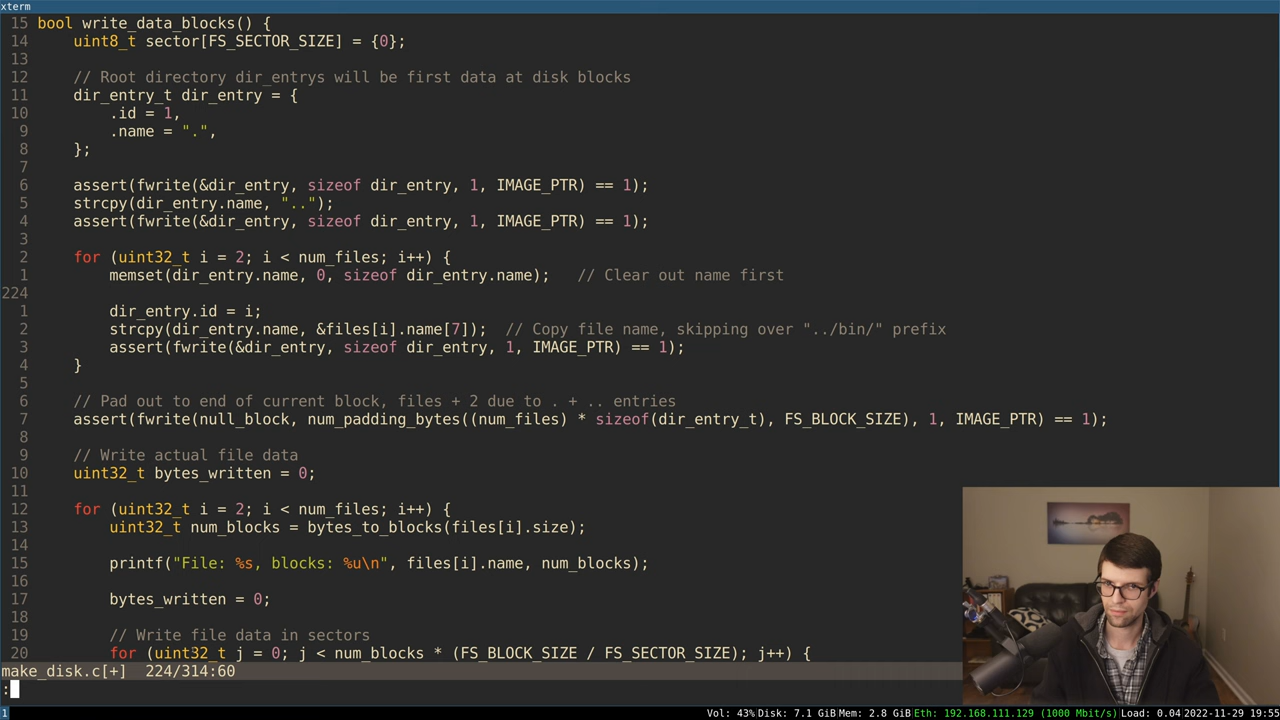 xterm
15 bool write_data_blocks() {
14     uint8_t sector[FS_SECTOR_SIZE] = {0};
13
12     // Root directory dir_entrys will be first data at disk blocks
11     dir_entry_t dir_entry = {
10         .id = 1,
9         .name = ".",
8     };
7
6     assert(fwrite(&dir_entry, sizeof dir_entry, 1, IMAGE_PTR) == 1);
5     strcpy(dir_entry.name, "..");
4     assert(fwrite(&dir_entry, sizeof dir_entry, 1, IMAGE_PTR) == 1);
3
2     for (uint32_t i = 2; i < num_files; i++) {
1         memset(dir_entry.name, 0, sizeof dir_entry.name);   // Clear out name first
224
1         dir_entry.id = i;
2         strcpy(dir_entry.name, &files[i].name[7]);  // Copy file name, skipping over "../bin/" prefix
3         assert(fwrite(&dir_entry, sizeof dir_entry, 1, IMAGE_PTR) == 1);
4     }
5
6     // Pad out to end of current block, files + 2 due to . + .. entries
7     assert(fwrite(null_block, num_padding_bytes((num_files) * sizeof(dir_entry_t), FS_BLOCK_SIZE), 1, IMAGE_PTR) == 1);
8
9     // Write actual file data
10     uint32_t bytes_written = 0;
11
12     for (uint32_t i = 2; i < num_files; i++) {
13         uint32_t num_blocks = bytes_to_blocks(files[i].size);
14
15         printf("File: %s, blocks: %u\n", files[i].name, num_blocks);
16
17         bytes_written = 0;
18
19         // Write file data in sectors
20         for (uint32_t j = 0; j < num_blocks * (FS_BLOCK_SIZE / FS_SECTOR_SIZE); j++) {
make_disk.c[+]  224/314:60
:
1 Vol: 43% Disk: 7.1 GiB Mem: 2.8 GiB Eth: 192.168.111.129 (1000 Mbit/s) Load: 0.04 2022-11-29 19:55